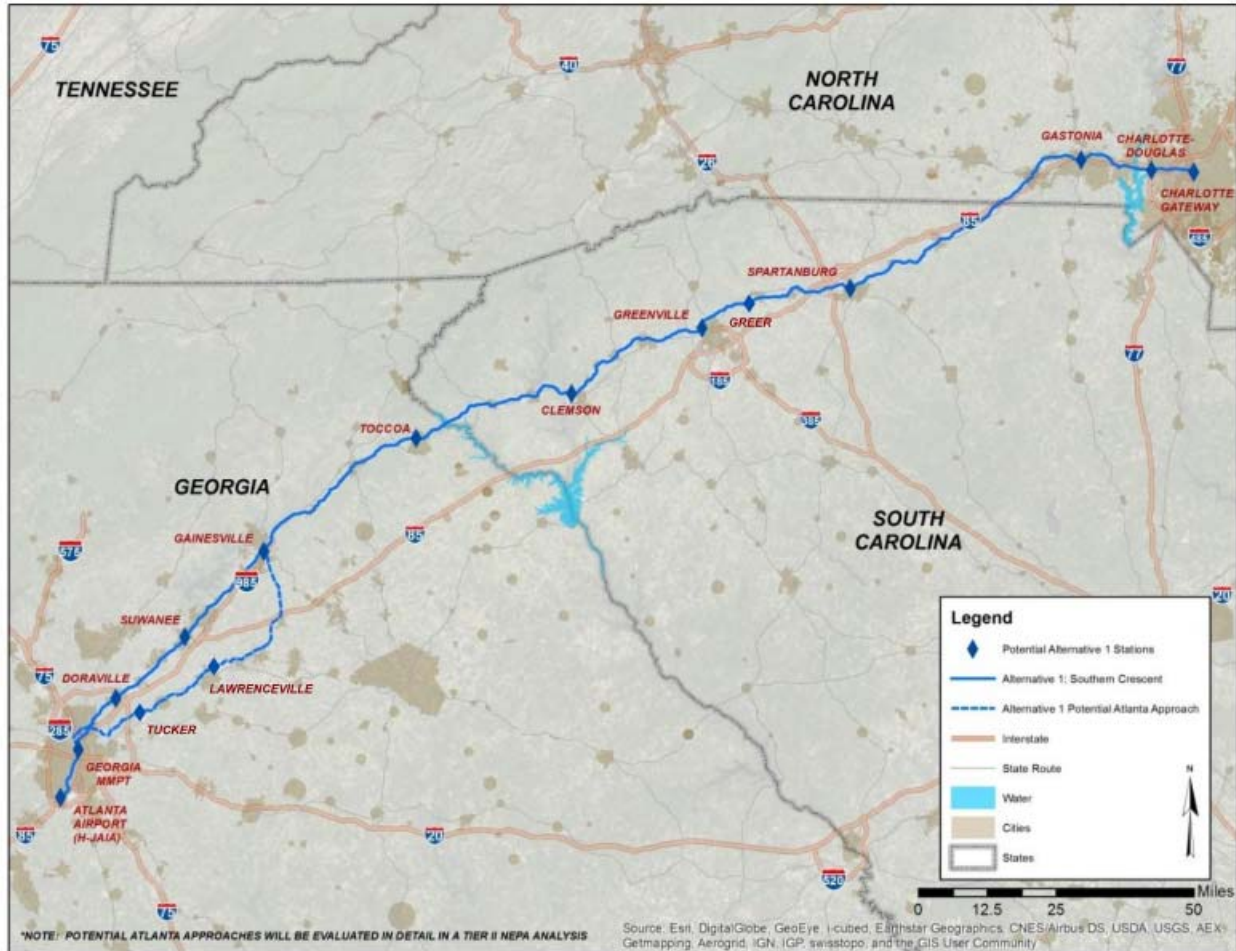 75
TENNESSEE
40
NORTH
CAROLINA
77
26
GASTONIA
CHARLOTTE-
DOUGLAS
CHARLOTTE
GATEWAY
85
485
SPARTANBURG
GREENVILLE
GREER
77
185
CLEMSON
385
TOCCOA
GEORGIA
85
SOUTH
CAROLINA
GAINESVILLE
575
985
20
SUWANEE
75
DORAVILLE
LAWRENCEVILLE
TUCKER
285
GEORGIA
MMPT
ATLANTA
AIRPORT
(H-JAIA)
85
20
520
75
Legend
Potential Alternative 1 Stations
Alternative 1: Southern Crescent
Alternative 1 Potential Atlanta Approach
Interstate
State Route
N
Water
Cities
States
Miles
0 12.5 25 50
*NOTE: POTENTIAL ATLANTA APPROACHES WILL BE EVALUATED IN DETAIL IN A TIER II NEPA ANALYSIS
Source: Esri, DigitalGlobe, GeoEye, i-cubed, Earthstar Geographics, CNES/Airbus DS, USDA, USGS, AEX,
Getmapping, Aerogrid, IGN, IGP, swisstopo, and the GIS User Community